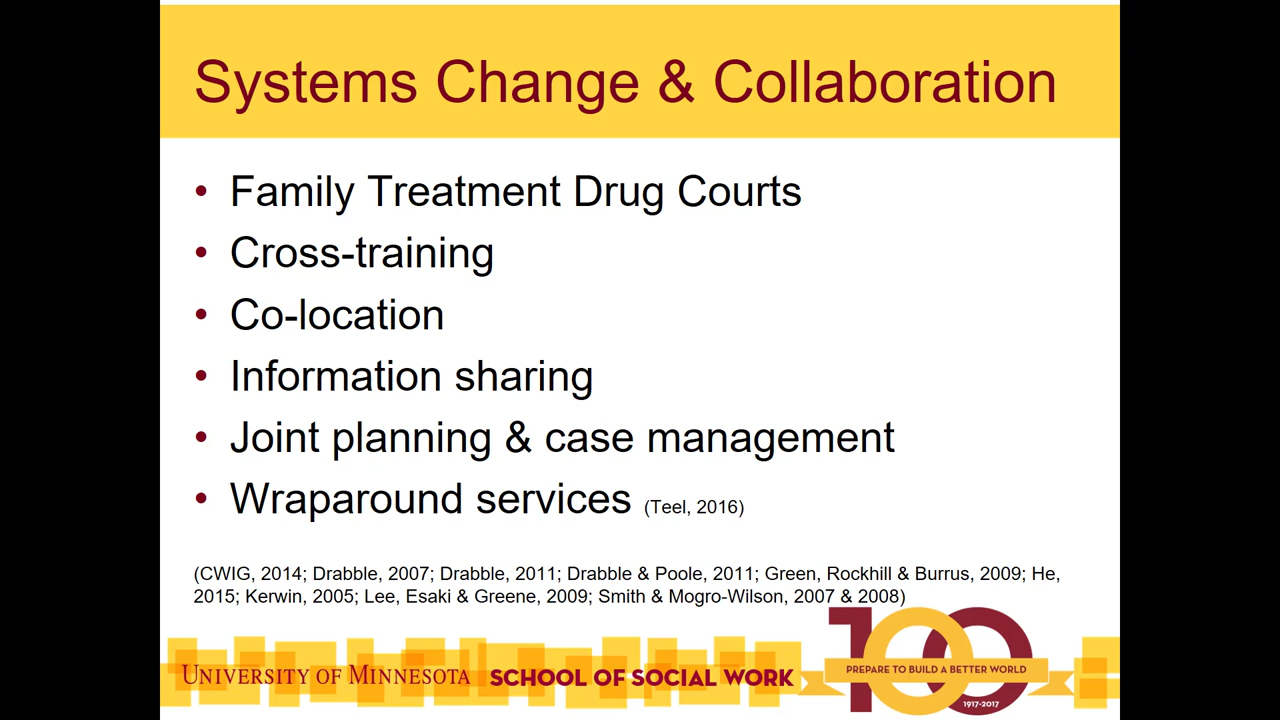 Systems Change & Collaboration
• Family Treatment Drug Courts
• Cross-training
• Co-location
• Information sharing
• Joint planning & case management
• Wraparound services (Teel, 2016)
(CWIG, 2014; Drabble, 2007; Drabble, 2011; Drabble & Poole, 2011; Green, Rockhill & Burrus, 2009; He,
2015; Kerwin, 2005; Lee, Esaki & Greene, 2009; Smith & Mogro-Wilson, 2007 & 2008)
100
UNIVERSITY OF MINNESOTA SCHOOL OF SOCIAL WORK
PREPARE TO BUILD A BETTER WORLD
1917-2017